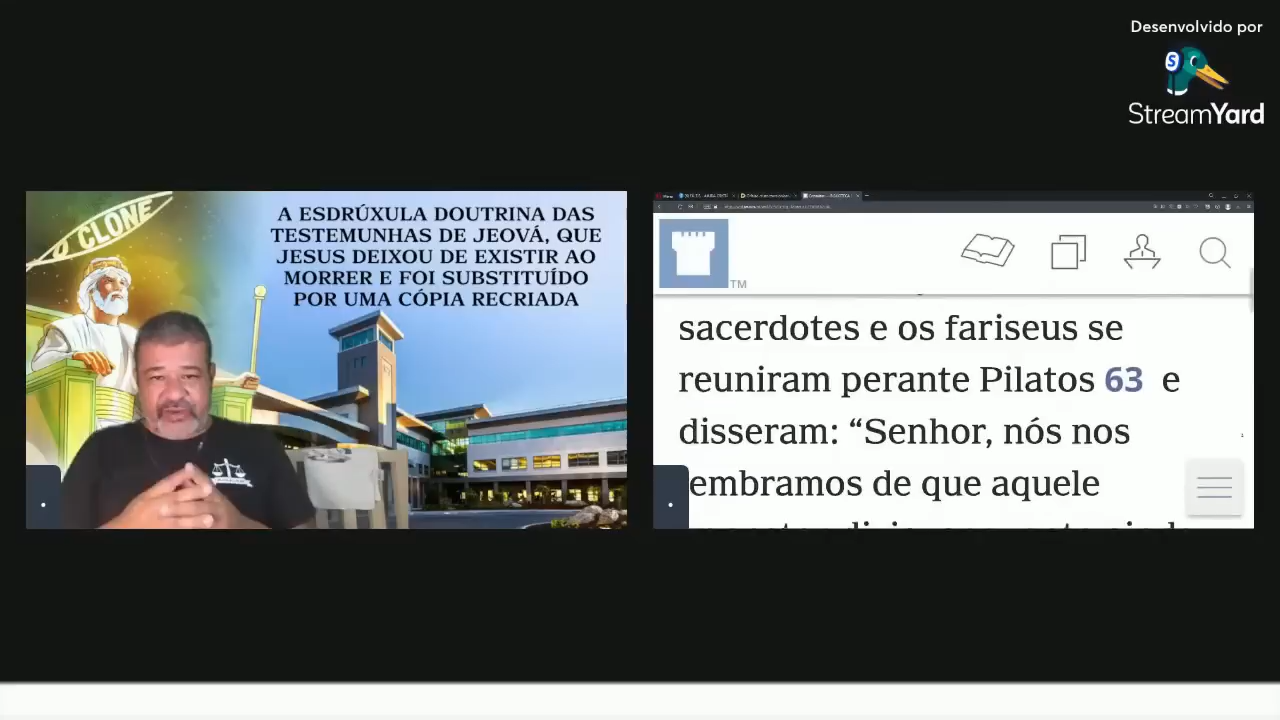 Desenvolvido por
StreamYard
O CLONE
A ESDRÚXULA DOUTRINA DAS
TESTEMUNHAS DE JEOVÁ, QUE
JESUS DEIXOU DE EXISTIR AO
MORRER E FOI SUBSTITUÍDO
POR UMA CÓPIA RECRIADA
TM
sacerdotes e os fariseus se
reuniram perante Pilatos 63 e
disseram: “Senhor, nós nos
embramos de que aquele